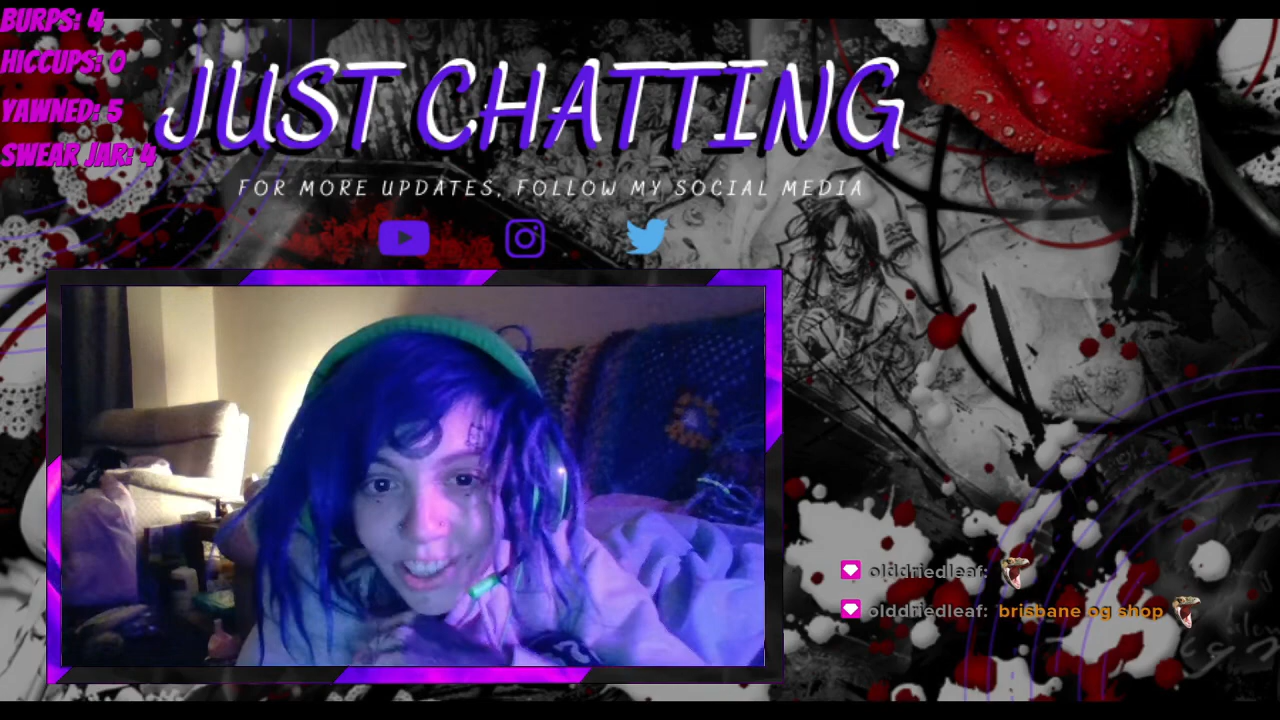 BURPS: 4
HICCUPS: 0
YAWNED: 5
SWEAR JAR: 4
JUST CHATTING
FOR MORE UPDATES, FOLLOW MY SOCIAL MEDIA
olddriedleaf:
olddriedleaf: brisbane og shop